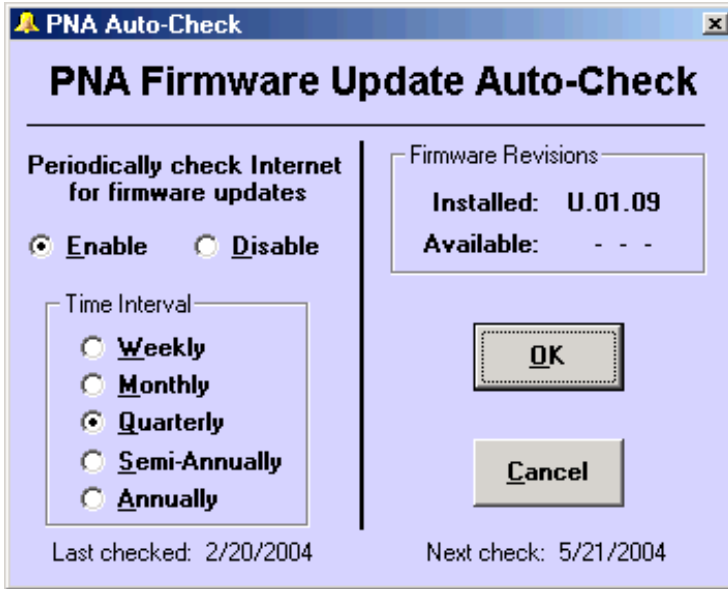 PNA Auto-Check
PNA Firmware Update Auto-Check
Periodically check Internet
for firmware updates
Enable Disable
Time Interval
Weekly
Monthly
Quarterly
Semi-Annually
Annually
Last checked: 2/20/2004
Firmware Revisions
Installed: U.01.09
Available: - - -
OK
Cancel
Next check: 5/21/2004